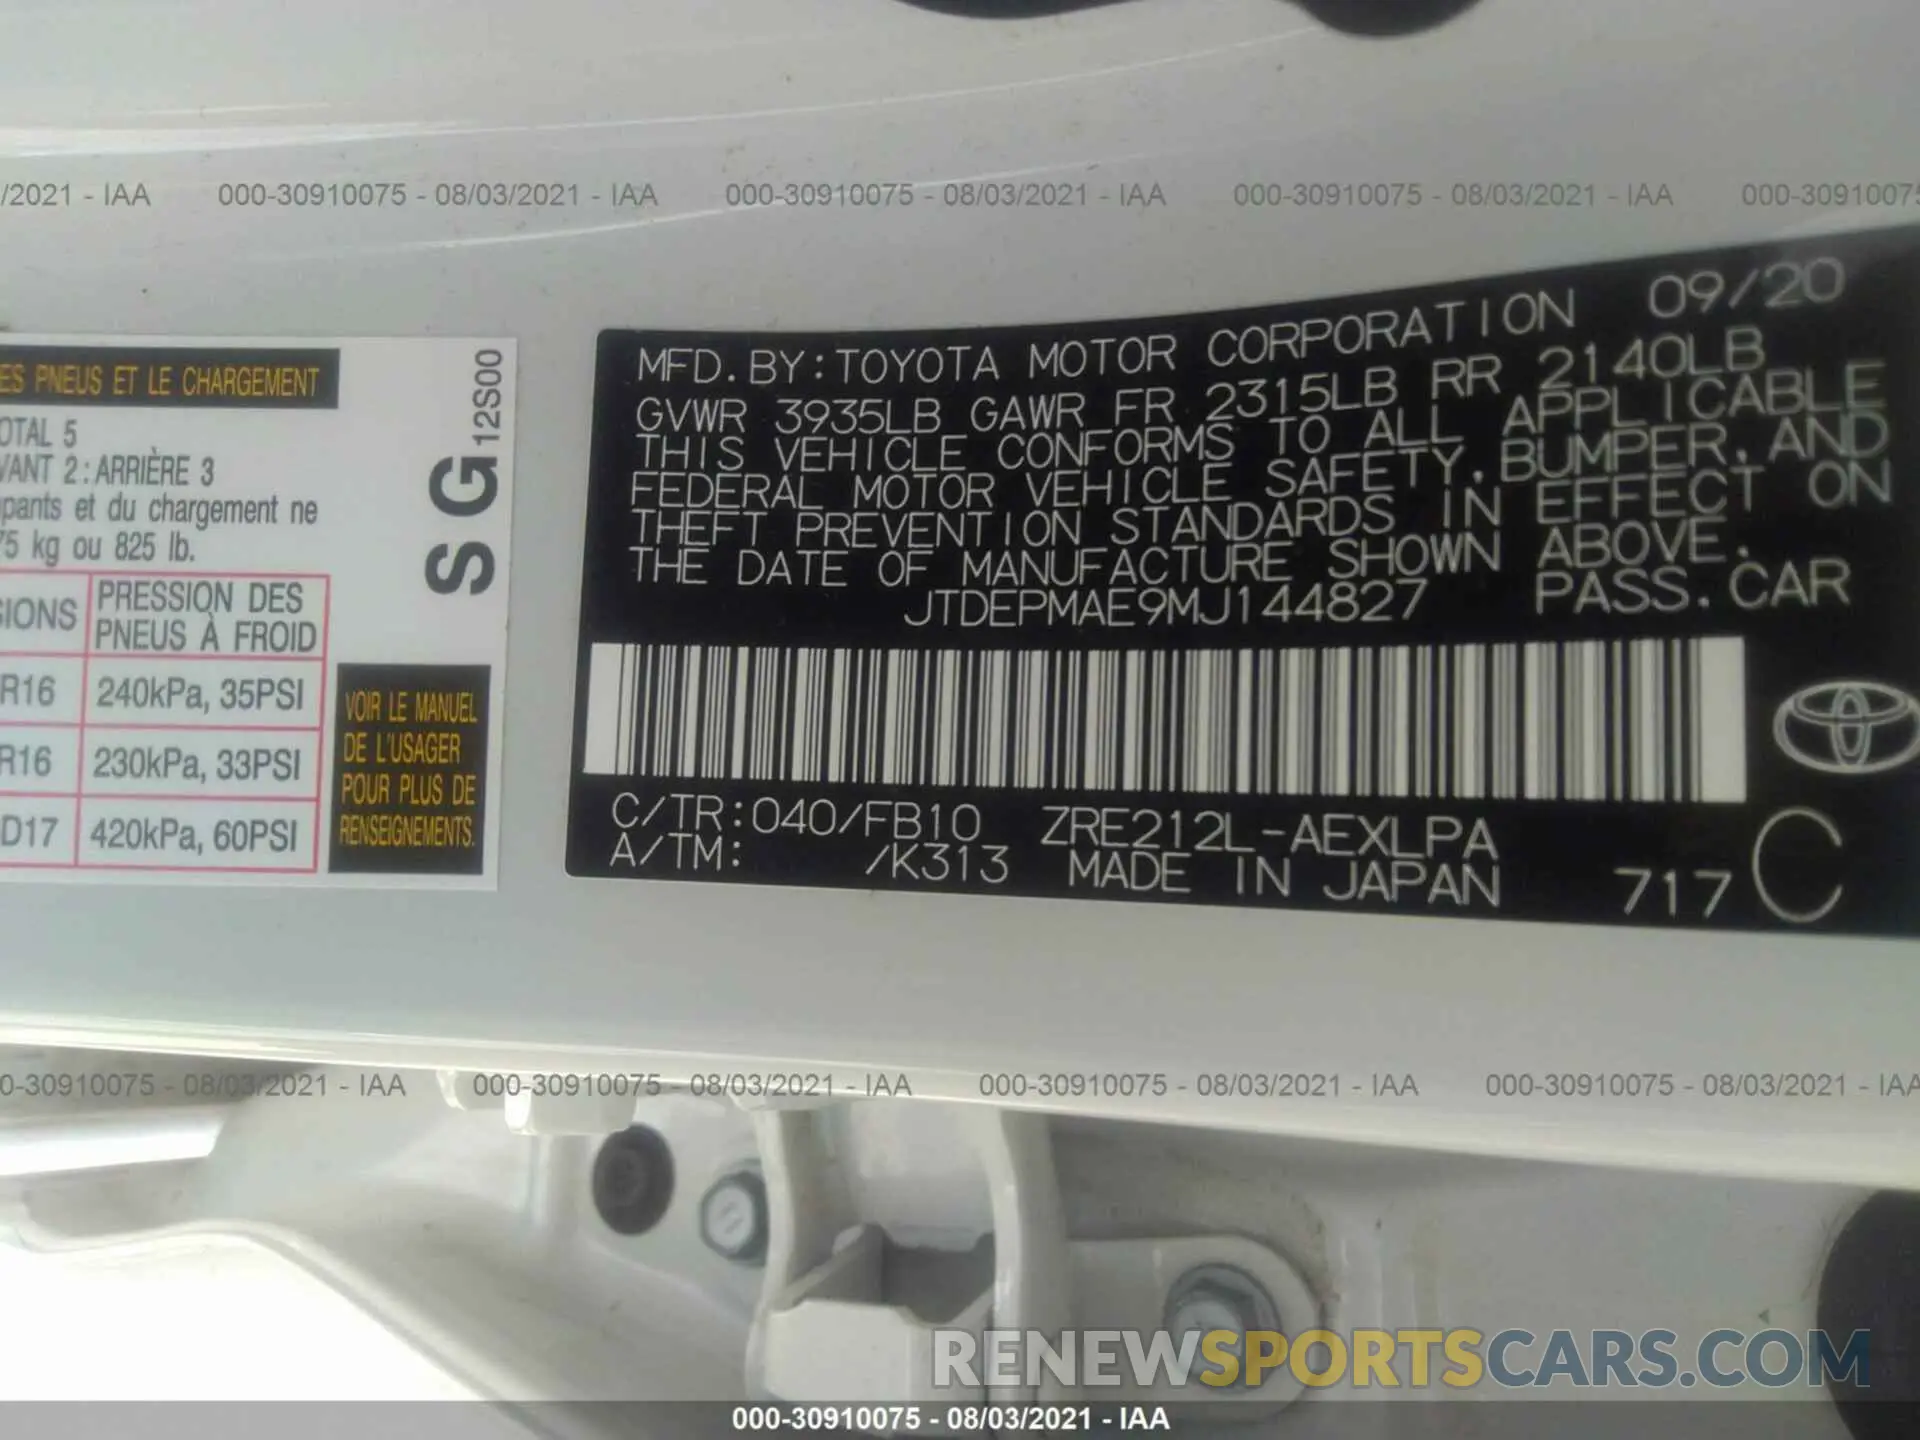 /2021 - IAA 000-30910075 - 08/03/2021 - IAA 000-30910075 - 08/03/2021 - IAA 000-30910075 - 08/03/2021 - IAA 000-30910075
ES PNEUS ET LE CHARGEMENT
OTAL 5
VANT 2 : ARRIÈRE 3
pants et du chargement ne
75 kg ou 825 lb.
SIONS PRESSION DES
PNEUS À FROID
R16 240kPa, 35PSI
R16 230kPa, 33PSI
D17 420kPa, 60PSI
SG12S00
VOIR LE MANUEL
DE L'USAGER
POUR PLUS DE
RENSEIGNEMENTS.
MFD. BY: TOYOTA MOTOR CORPORATION 09/20
GVWR 3935LB GAWR FR 2315LB RR 2140LB
THIS VEHICLE CONFORMS TO ALL APPLICABLE
FEDERAL MOTOR VEHICLE SAFETY, BUMPER, AND
THEFT PREVENTION STANDARDS IN EFFECT ON
THE DATE OF MANUFACTURE SHOWN ABOVE.
JTDEPMAE9MJ144827 PASS. CAR
C/TR: 040/FB10 ZRE212L-AEXLPA
A/TM: /K313 MADE IN JAPAN 717 C
0-30910075 - 08/03/2021 - IAA 000-30910075 - 08/03/2021 - IAA 000-30910075 - 08/03/2021 - IAA 000-30910075 - 08/03/2021 - IAA
RENEWSPORTSCARS.COM
000-30910075 - 08/03/2021 - IAA